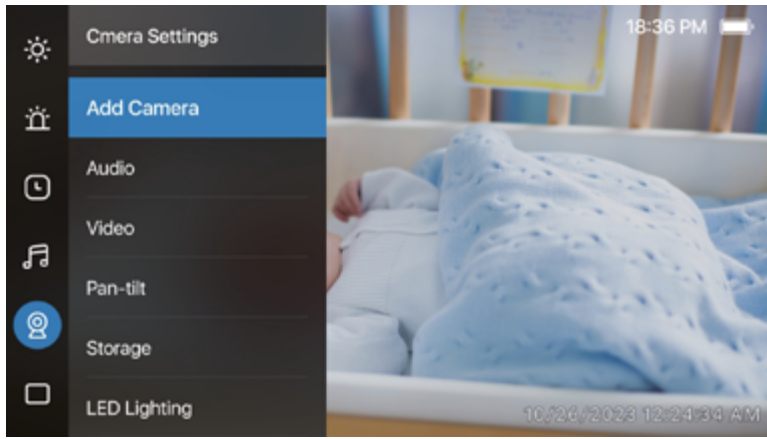 Cmera Settings
18:36 PM
Add Camera
Audio
Video
Pan-tilt
Storage
LED Lighting
10/26/2023 12:24:34 AM